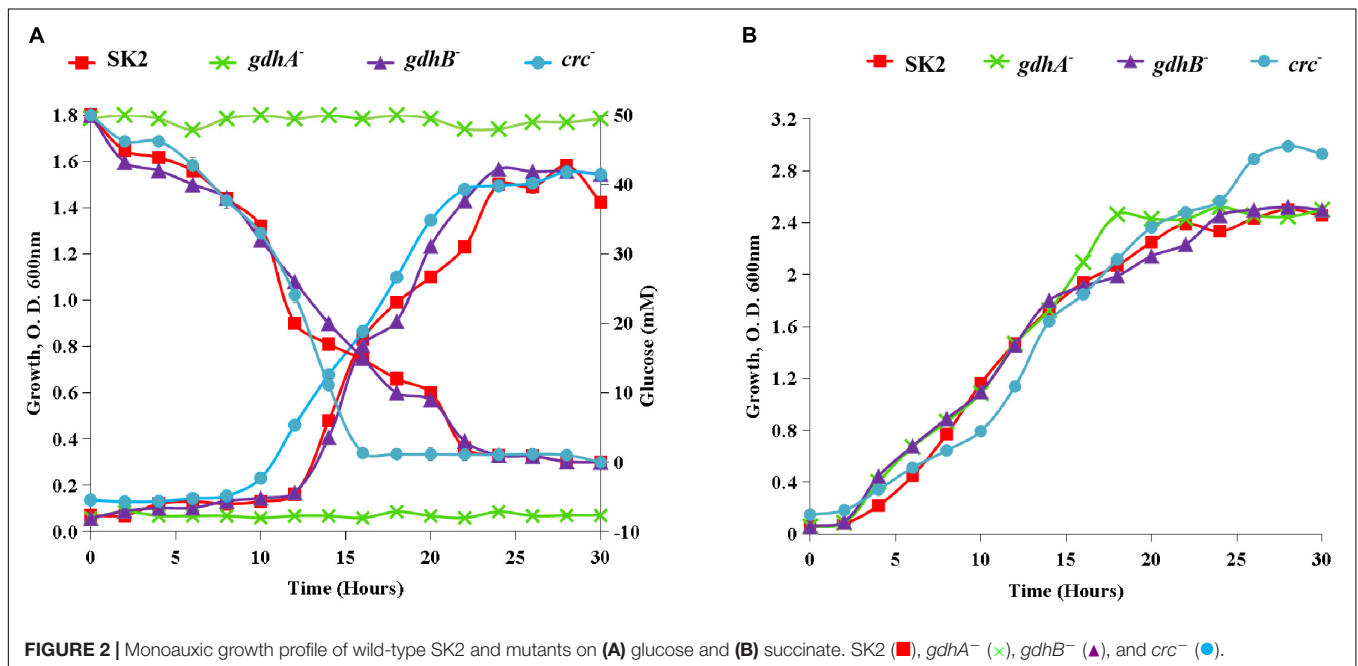 A
SK2 gdhA⁻ gdhB⁻ crc⁻
1.8
1.6
1.4
1.2
1.0
0.8
0.6
0.4
0.2
0.0
Growth, O. D. 600nm
50
40
30
20
10
0
-10
Glucose (mM)
0 5 10 15 20 25 30
Time (Hours)
B
SK2 gdhA⁻ gdhB⁻ crc⁻
3.2
2.8
2.4
2
1.6
1.2
0.8
0.4
0
Growth, O. D. 600nm
0 5 10 15 20 25 30
Time (Hours)
FIGURE 2 | Monoauxic growth profile of wild-type SK2 and mutants on (A) glucose and (B) succinate. SK2 (■), gdhA⁻ (×), gdhB⁻ (▲), and crc⁻ (●).